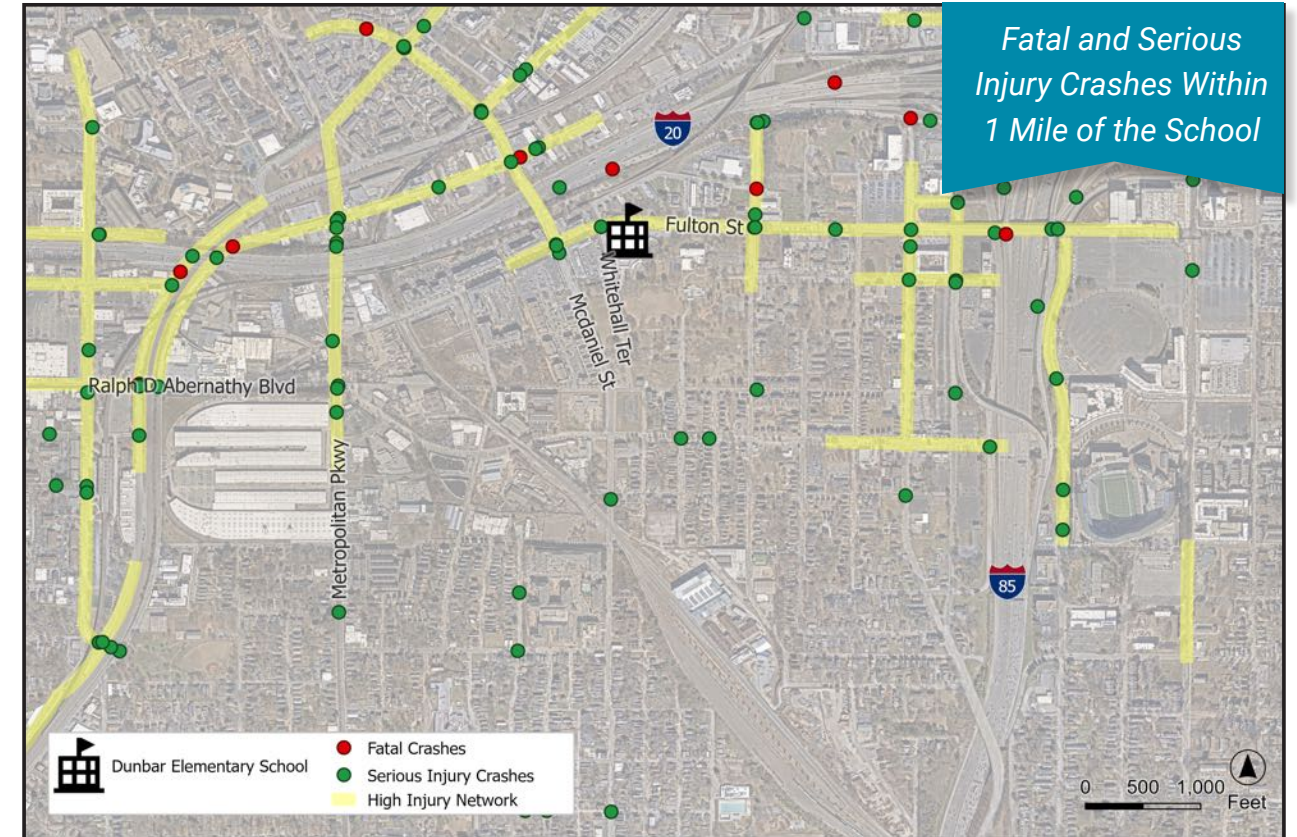 Fatal and Serious
Injury Crashes Within
1 Mile of the School
20
Fulton St
Whitehall Ter
Mcdaniel St
Ralph D Abernathy Blvd
Metropolitan Pkwy
85
Dunbar Elementary School
Fatal Crashes
Serious Injury Crashes
High Injury Network
0 500 1,000
Feet